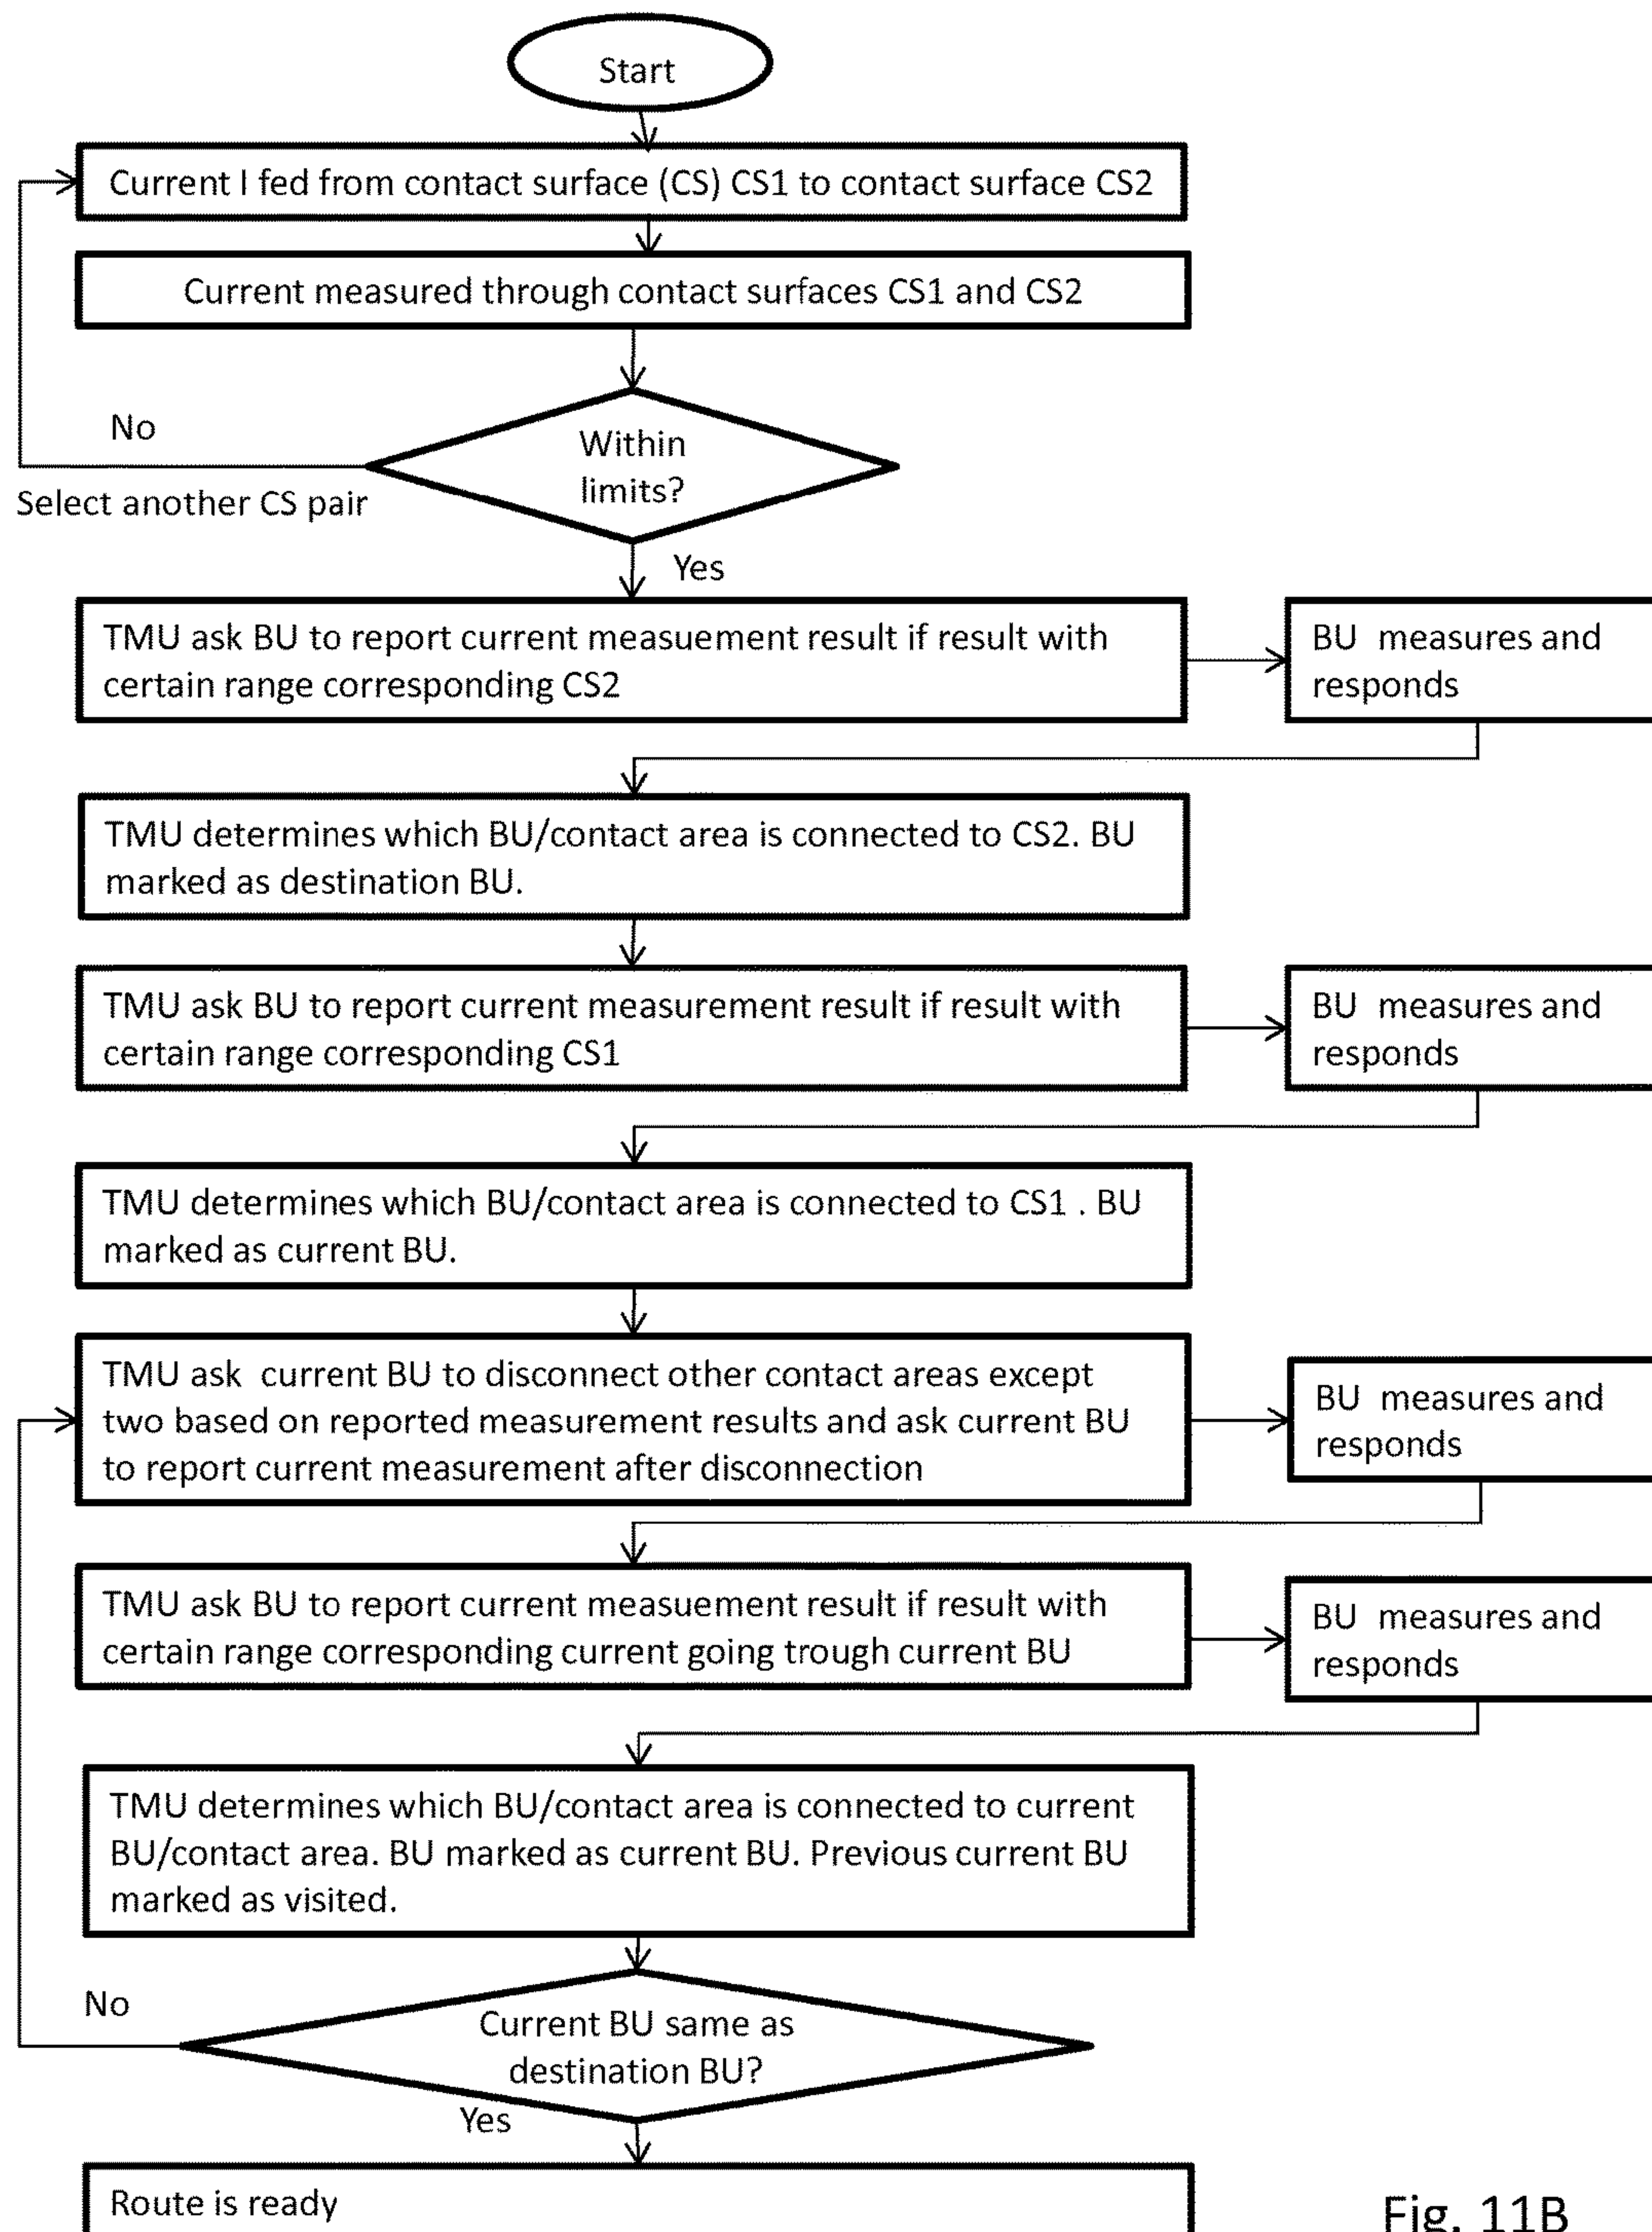 Start
Current I fed from contact surface (CS) CS1 to contact surface CS2
Current measured through contact surfaces CS1 and CS2
Within
limits?
No
Select another CS pair
Yes
TMU ask BU to report current measuement result if result with
certain range corresponding CS2
BU measures and
responds
TMU determines which BU/contact area is connected to CS2. BU
marked as destination BU.
TMU ask BU to report current measurement result if result with
certain range corresponding CS1
BU measures and
responds
TMU determines which BU/contact area is connected to CS1 . BU
marked as current BU.
TMU ask current BU to disconnect other contact areas except
two based on reported measurement results and ask current BU
to report current measurement after disconnection
BU measures and
responds
TMU ask BU to report current measuement result if result with
certain range corresponding current going trough current BU
BU measures and
responds
TMU determines which BU/contact area is connected to current
BU/contact area. BU marked as current BU. Previous current BU
marked as visited.
No
Current BU same as
destination BU?
Yes
Route is ready
Fig. 11B